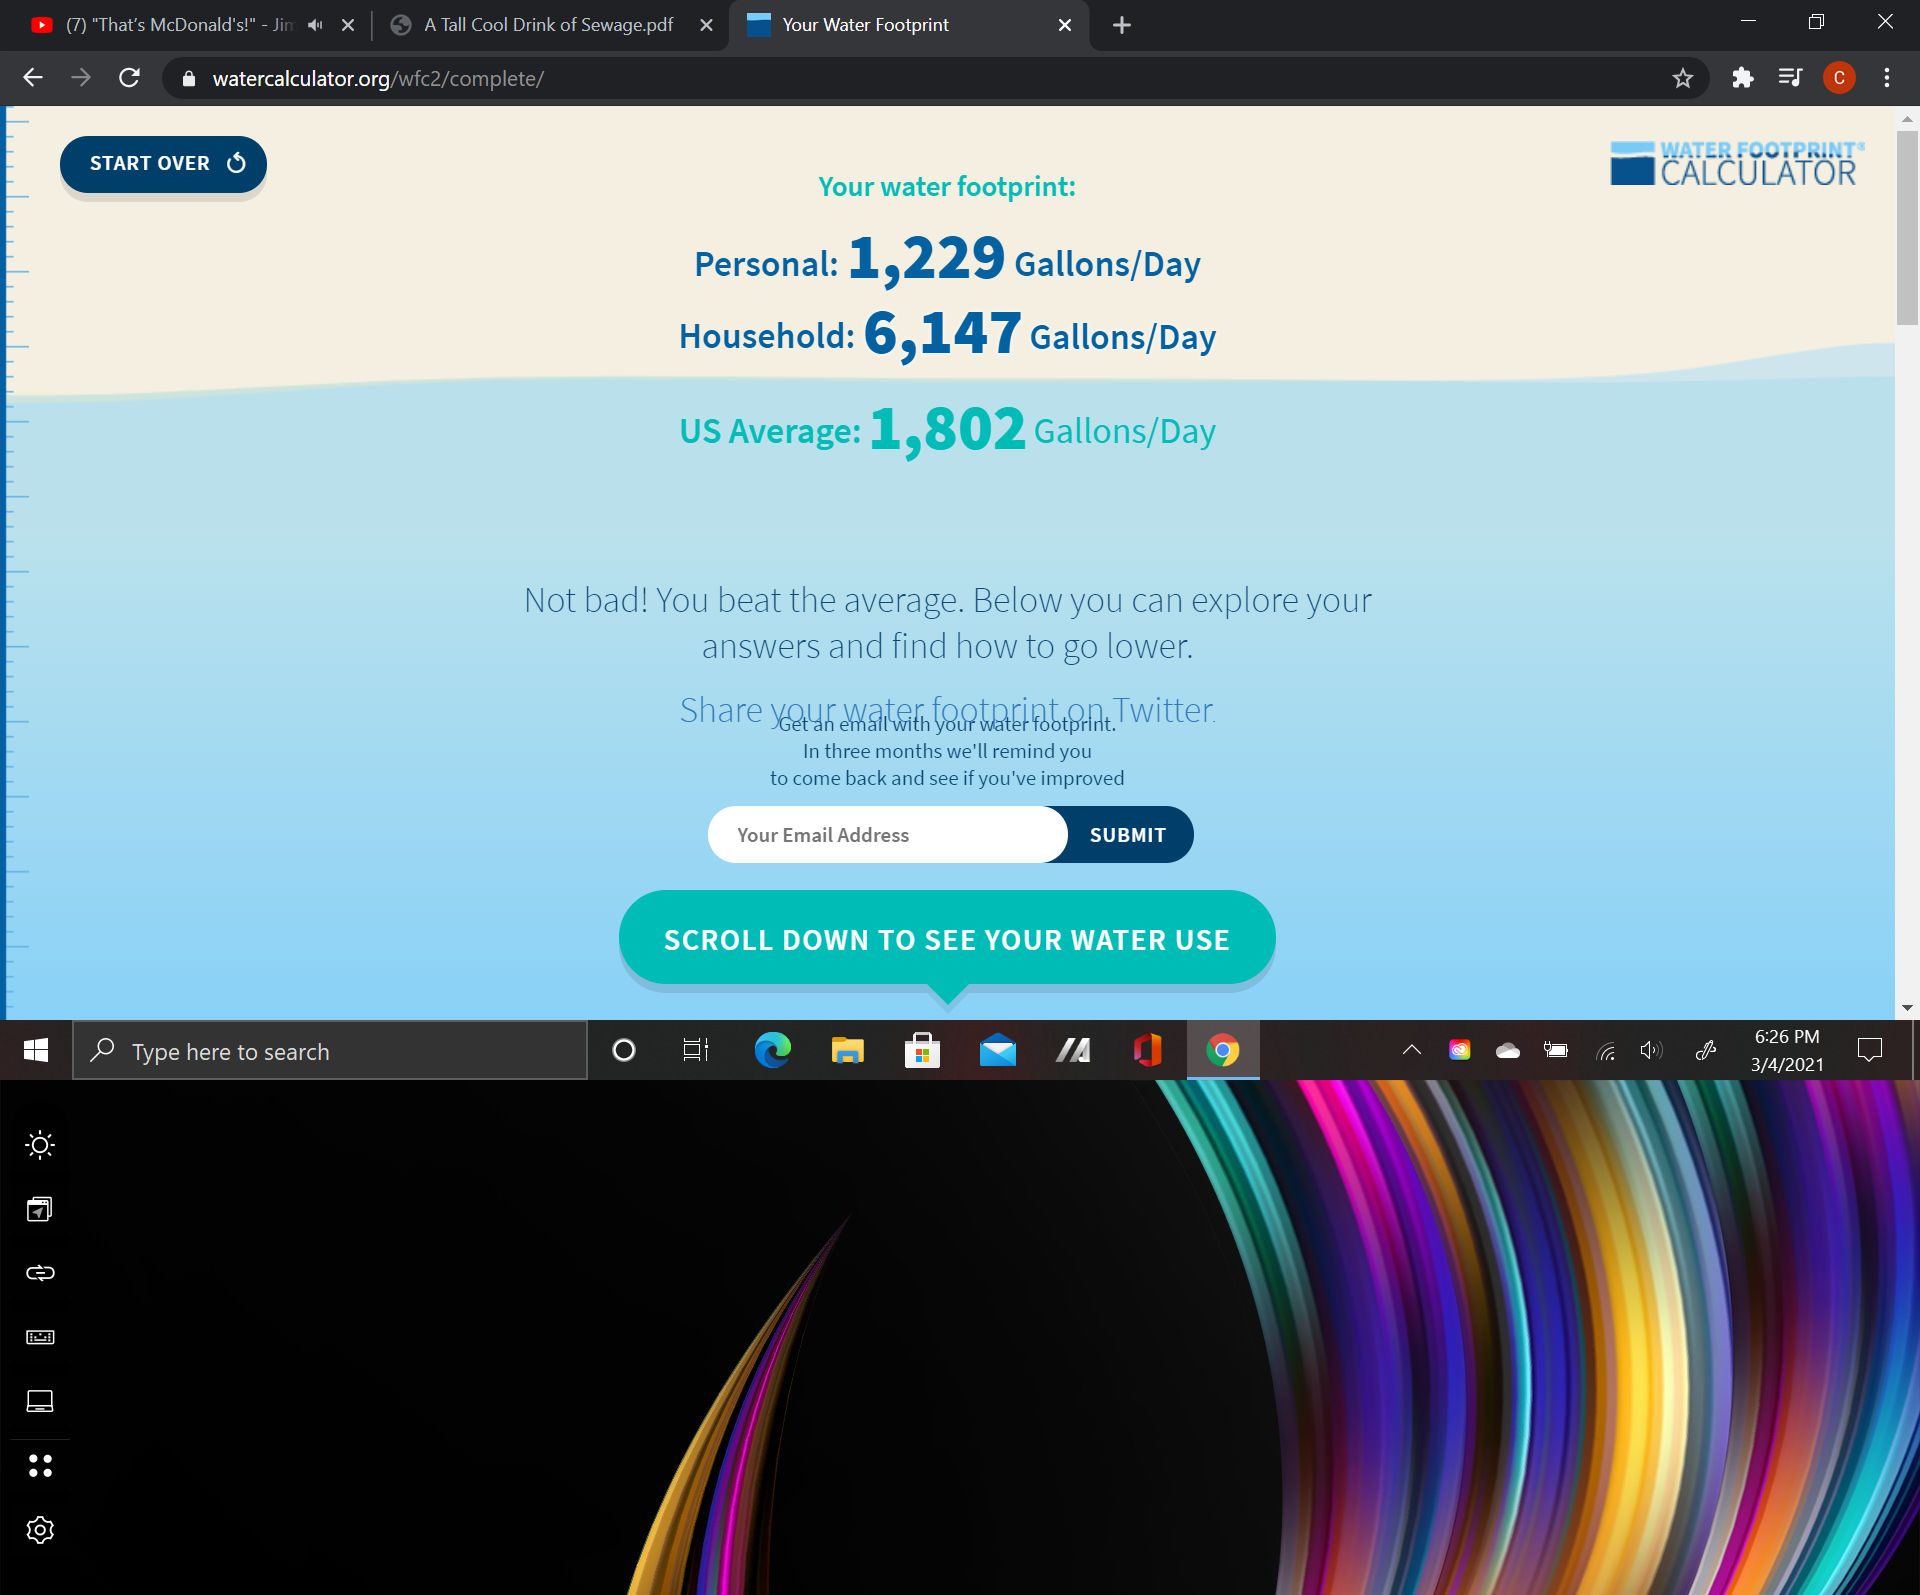 (7) "That's McDonald's!" - Jin
A Tall Cool Drink of Sewage.pdf
Your Water Footprint
watercalculator.org/wfc2/complete/
C
START OVER
WATER FOOTPRINT
CALCULATOR
Your water footprint:
Personal: 1,229 Gallons/Day
Household: 6,147 Gallons/Day
US Average: 1,802 Gallons/Day
Not bad! You beat the average. Below you can explore your
answers and find how to go lower.
Share your water footprint on Twitter.
Get an email with your water footprint.
In three months we'll remind you
to come back and see if you've improved
Your Email Address
SUBMIT
SCROLL DOWN TO SEE YOUR WATER USE
Type here to search
6:26 PM
3/4/2021